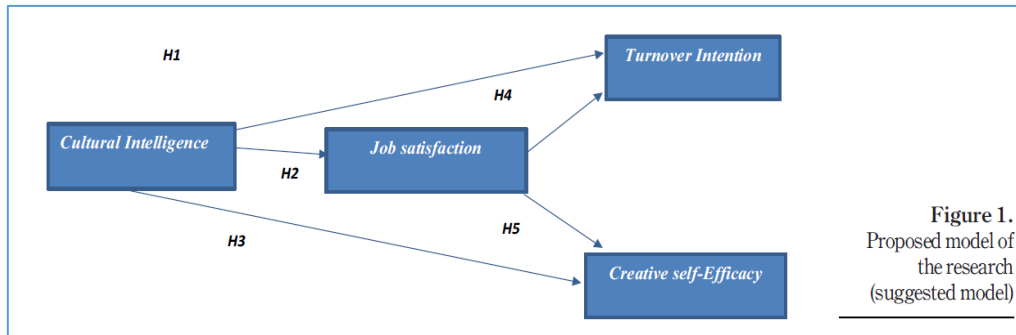 H1
Turnover Intention
H4
Cultural Intelligence
Job satisfaction
H2
H3
H5
Creative self-Efficacy
Figure 1.
Proposed model of
the research
(suggested model)